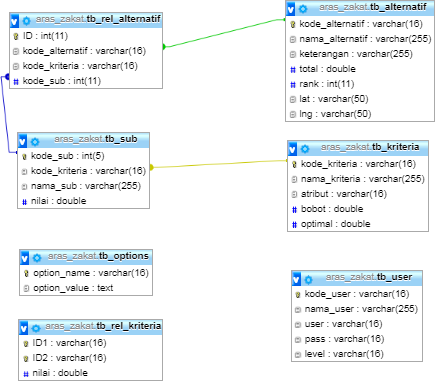 aras_zakat.tb_rel_alternatif
ID : int(11)
kode_alternatif : varchar(16)
kode_kriteria : varchar(16)
kode_sub : int(11)
aras_zakat.tb_alternatif
kode_alternatif : varchar(16)
nama_alternatif : varchar(255)
keterangan : varchar(255)
total : double
rank : int(11)
lat : varchar(50)
lng : varchar(50)
aras_zakat.tb_sub
kode_sub : int(5)
kode_kriteria : varchar(16)
nama_sub : varchar(255)
nilai : double
aras_zakat.tb_kriteria
kode_kriteria : varchar(16)
nama_kriteria : varchar(255)
atribut : varchar(16)
bobot : double
optimal : double
aras_zakat.tb_options
option_name : varchar(16)
option_value : text
aras_zakat.tb_user
kode_user : varchar(16)
nama_user : varchar(255)
user : varchar(16)
pass : varchar(16)
level : varchar(16)
aras_zakat.tb_rel_kriteria
ID1 : varchar(16)
ID2 : varchar(16)
nilai : double